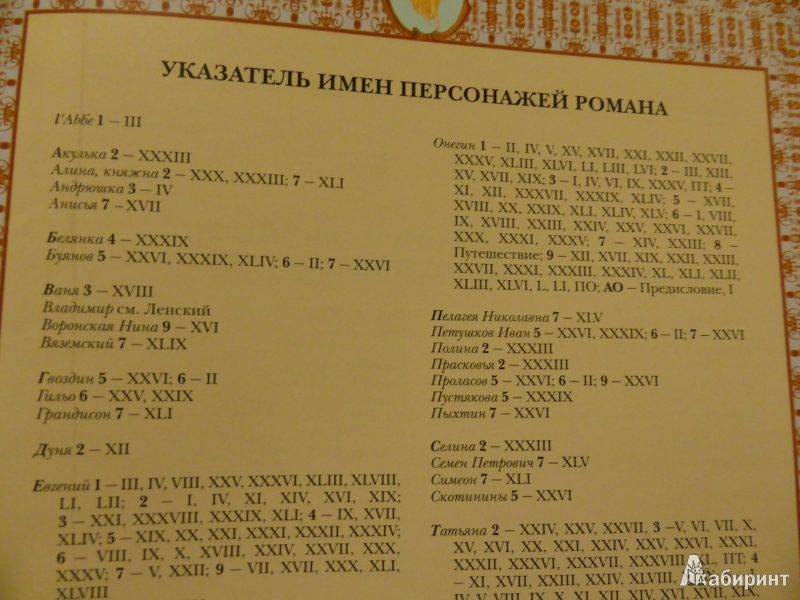 УКАЗАТЕЛЬ ИМЕН ПЕРСОНАЖЕЙ РОМАНА
l'Abbe 1 – III
Акулька 2 – XXXIII
Алина, княжна 2 – XXX, XXXIII; 7 – XLI
Андрюшка 3 – IV
Анисья 7 – XVII
Белянка 4 – XXXIX
Буянов 5 – XXVI, XXXIX, XLIV; 6 – II; 7 – XXVI
Ваня 3 – XVIII
Владимир см. Ленский
Воронская Нина 9 – XVI
Вяземский 7 – XLIX
Гвоздин 5 – XXVI; 6 – II
Гильо 6 – XXV, XXIX
Грандисон 7 – XLI
Дуня 2 – XII
Евгений 1 – III, IV, VIII, XXV, XXXVI, XLIII, XLVIII,
LI, LII; 2 – I, IV, XI, XIV, XVI, XIX;
3 – XXI, XXXVIII, XXXIX, XLI; 4 – IX, XVII,
XLIV; 5 – XIX, XX, XXI, XXXI, XXXII, XXXIV;
6 – VIII, IX, X, XVIII, XXIV, XXVIII, XXX,
XXXV; 7 – V, XXII; 9 – VII, XVII, XXX, XLI,
XLVIII
Онегин 1 – II, IV, V, XV, XVII, XXI, XXII, XXVII,
XXXV, XLIII, XLVI, LI, LIII, LVI; 2 – III, XIII,
XV, XVII, XIX; 3 – I, IV, VI, IX, XXXV, ПТ; 4 –
XI, XII, XXXVII, XXXIX, XLIV; 5 – XVII,
XVIII, XX, XXIX, XLI, XLIV, XLV; 6 – I, VIII,
IX, XVIII, XXIII, XXIV, XXV, XXVI, XXVII,
XXX, XXXI, XXXV; 7 – XIV, XXIII; 8 –
Путешествие; 9 – XII, XVII, XIX, XXII, XXIII,
XXVII, XXXI, XXXIII, XXXIV, XL, XLI, XLII,
XLIII, XLVI, L, LI, ПО; АО – Предисловие, I
Пелагея Николавна 7 – XLV
Петушков Иван 5 – XXVI, XXXIX; 6 – II; 7 – XXVI
Полина 2 – XXXIII
Прасковья 2 – XXXIII
Проласов 5 – XXVI; 6 – II; 9 – XXVI
Пустякова 5 – XXXIX
Пыхтин 7 – XXVI
Селина 2 – XXXIII
Семен Петрович 7 – XLV
Симеон 7 – XLI
Скотинины 5 – XXVI
Татьяна 2 – XXIV, XXV, XXVII, 3 –V, VI, VII, X,
XV, XVI, XX, XXI, XXIV, XXV, XXVI, XXXI,
XXXII, XXXVI, XXXVII, XXXVIII, XL, ПТ; 4
– XI, XVII, XXIII, XXIV, XLVIII,
Лабиринт